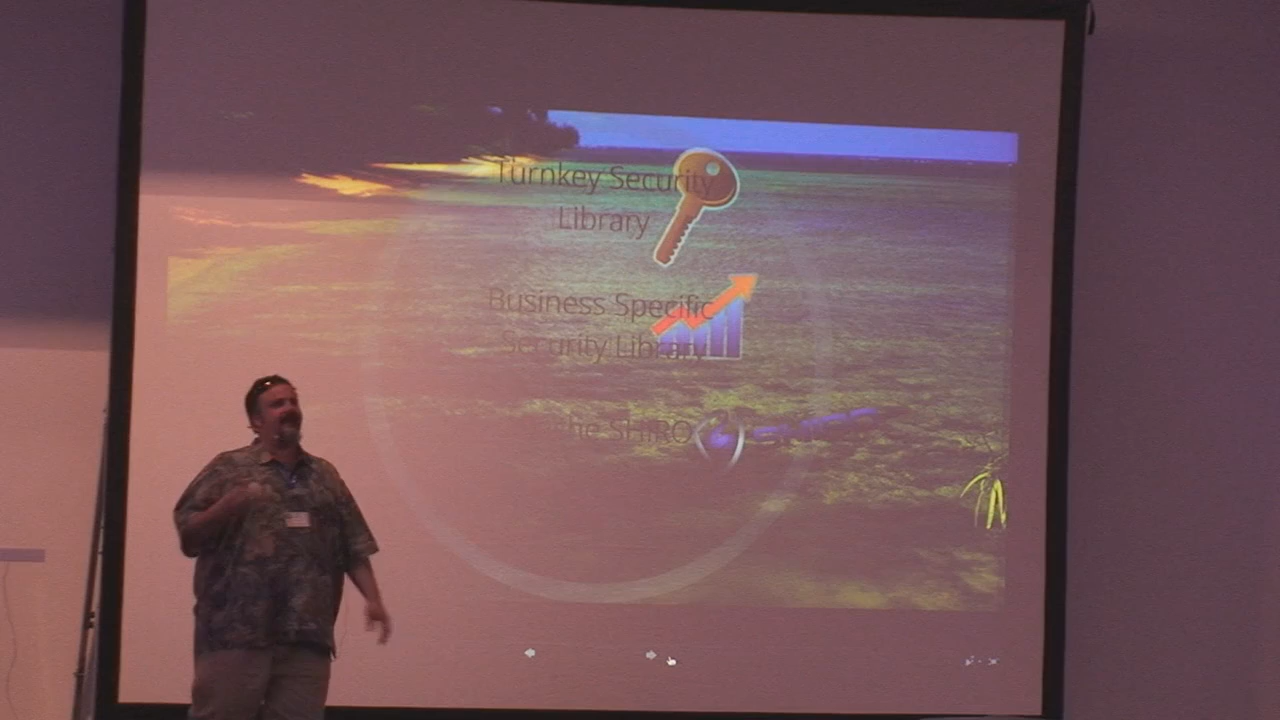 Turnkey Security
Library
Business Specific
Security Library
SHIRO